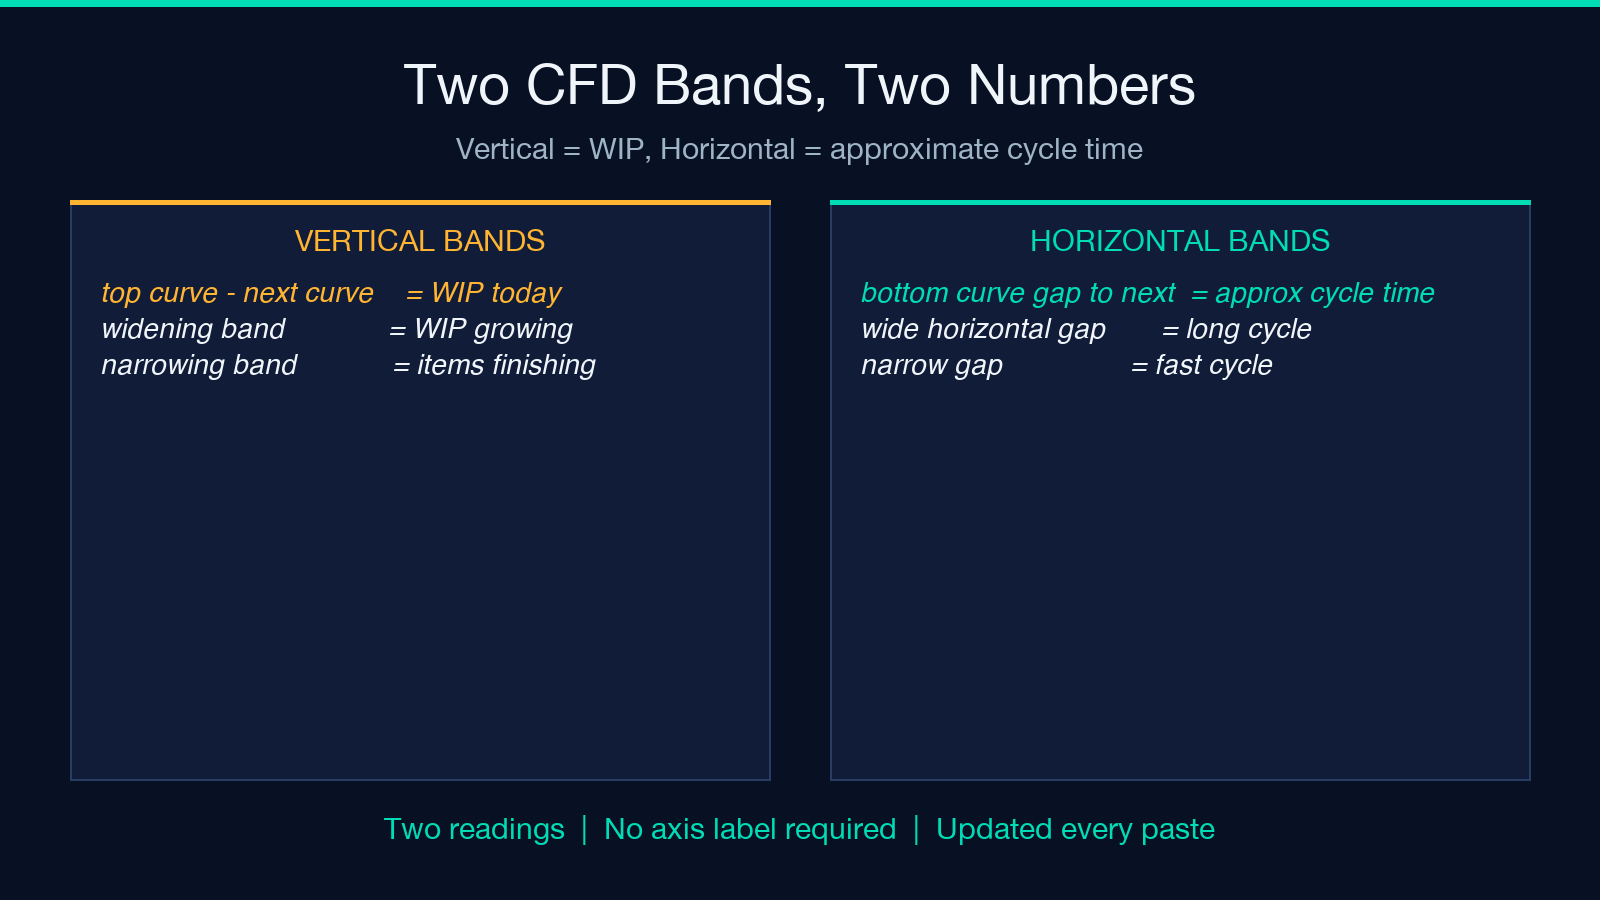 Two CFD Bands, Two Numbers
Vertical = WIP, Horizontal = approximate cycle time
VERTICAL BANDS
top curve - next curve = WIP today
widening band = WIP growing
narrowing band = items finishing
HORIZONTAL BANDS
bottom curve gap to next = approx cycle time
wide horizontal gap = long cycle
narrow gap = fast cycle
Two readings | No axis label required | Updated every paste